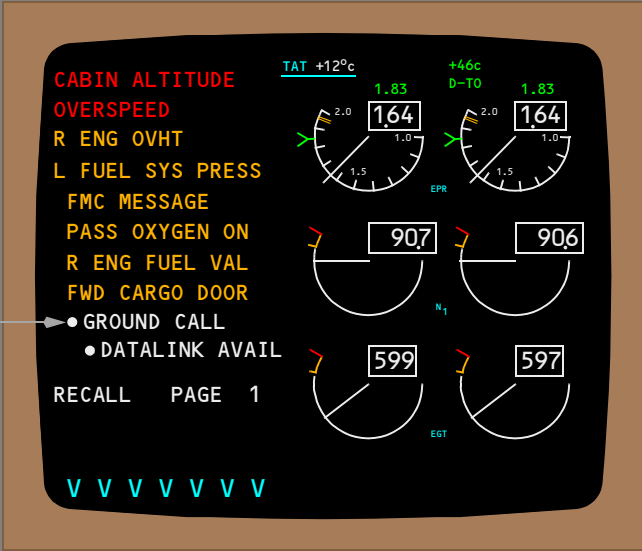 CABIN ALTITUDE
OVERSPEED
R ENG OVHT
L FUEL SYS PRESS
FMC MESSAGE
PASS OXYGEN ON
R ENG FUEL VAL
FWD CARGO DOOR
●GROUND CALL
●DATALINK AVAIL
RECALL PAGE 1
V V V V V V V
TAT +12°c
+46c
D-TO
1.83
1.83
2.0
1.64
1.0
1.5
2.0
1.64
1.0
1.5
EPR
90.7
90.6
N1
599
597
EGT